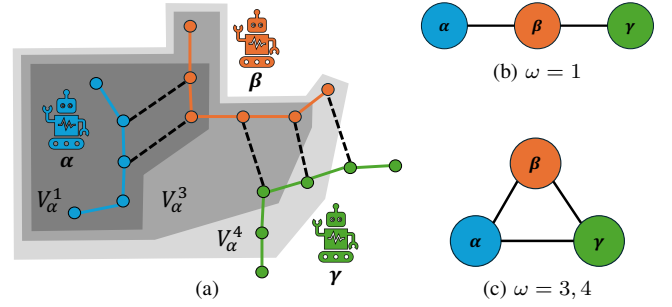 β
α
V_α^1
V_α^3
V_α^4
γ
(a)
α β γ
(b) ω = 1
β
α γ
(c) ω = 3, 4